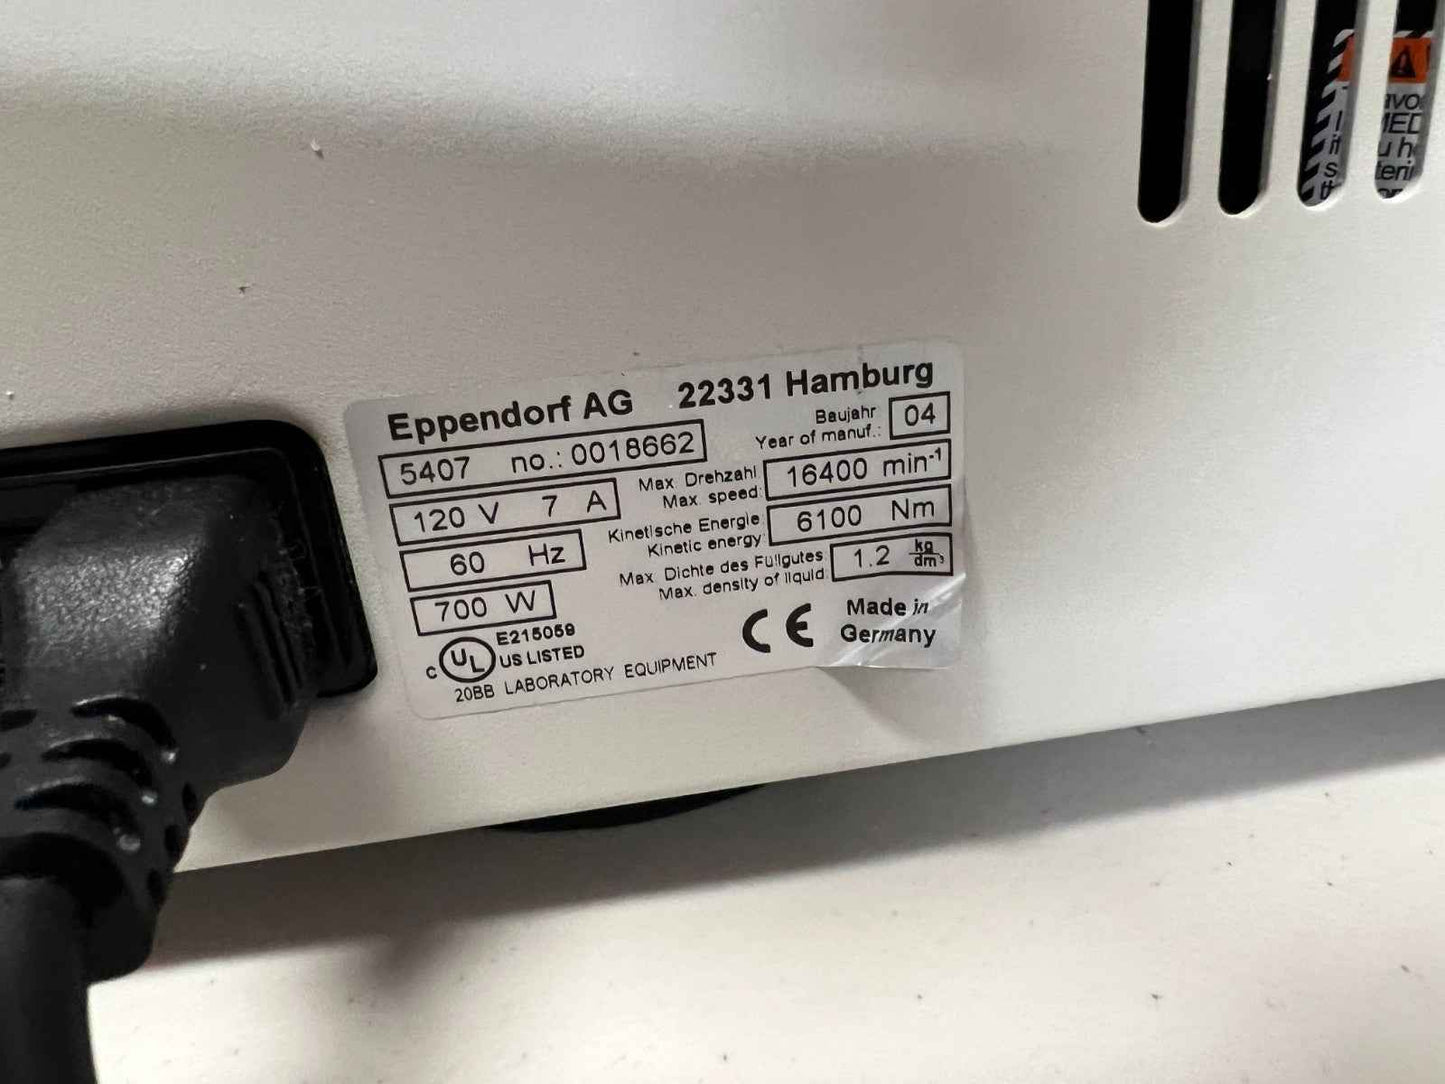 Eppendorf AG 22331 Hamburg
5407 no.: 0018662
Baujahr
Year of manuf.: 04
120 V 7 A
Max. Drehzahl
Max. speed: 16400 min-1
60 Hz
Kinetische Energie
Kinetic energy: 6100 Nm
700 W
Max. Dichte des Füllgutes
Max. density of liquid: 1.2 kg/dm³
c UL US LISTED
E215059
20BB LABORATORY EQUIPMENT
CE
Made in
Germany